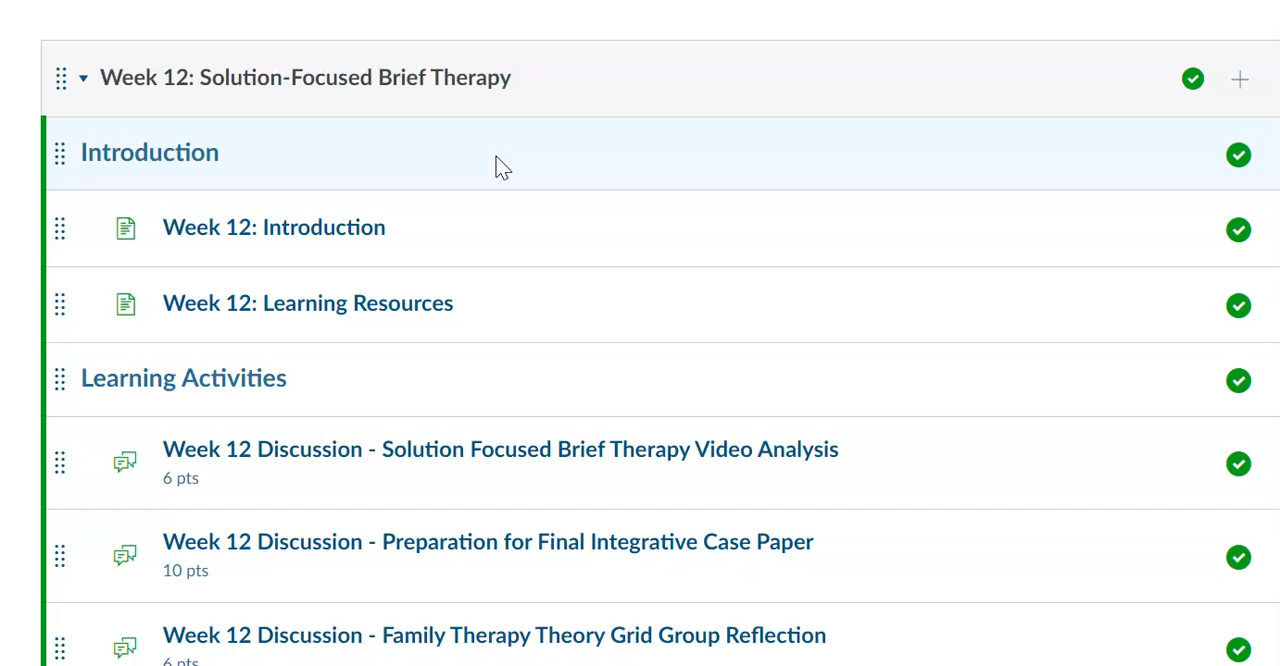 Week 12: Solution-Focused Brief Therapy
Introduction
Week 12: Introduction
Week 12: Learning Resources
Learning Activities
Week 12 Discussion - Solution Focused Brief Therapy Video Analysis
6 pts
Week 12 Discussion - Preparation for Final Integrative Case Paper
10 pts
Week 12 Discussion - Family Therapy Theory Grid Group Reflection
6 pts